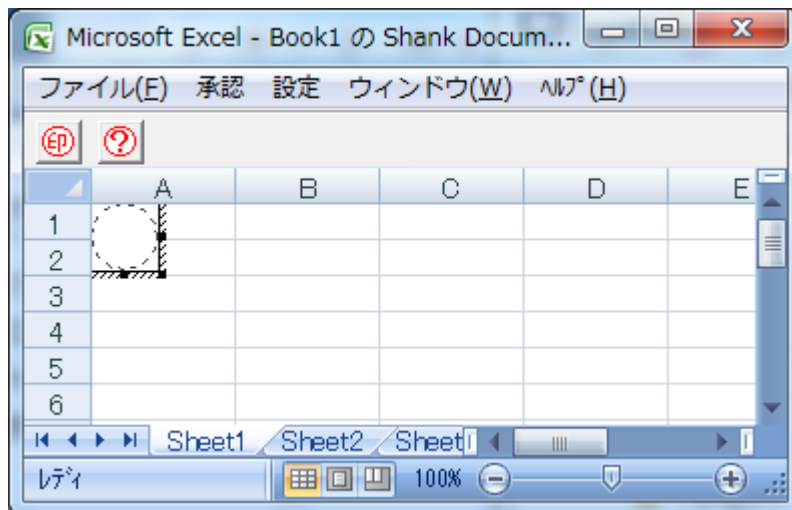 Microsoft Excel - Book1 の Shank Docum...
ファイル(F) 承認 設定 ウィンドウ(W) ﾍﾙﾌﾟ(H)
印 ?
A B C D E
1
2
3
4
5
6
Sheet1 Sheet2 Sheet
ﾚﾃﾞｨ 100%